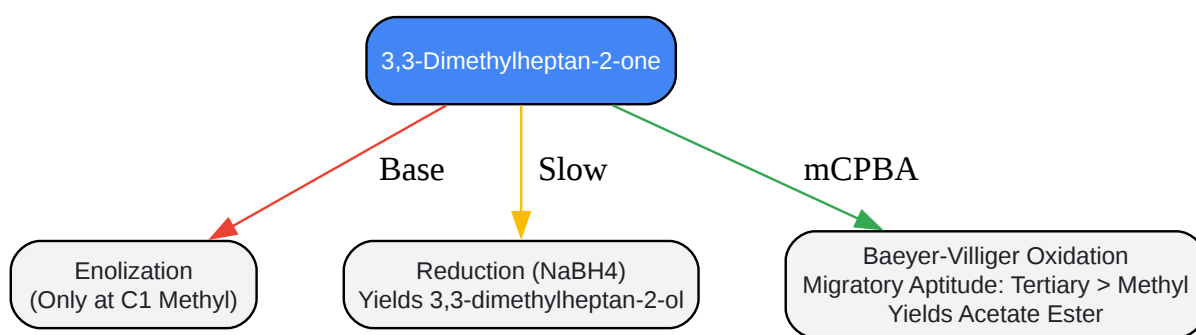 3,3-Dimethylheptan-2-one
Base
Slow
mCPBA
Enolization
(Only at C1 Methyl)
Reduction (NaBH4)
Yields 3,3-dimethylheptan-2-ol
Baeyer-Villiger Oxidation
Migratory Aptitude: Tertiary > Methyl
Yields Acetate Ester